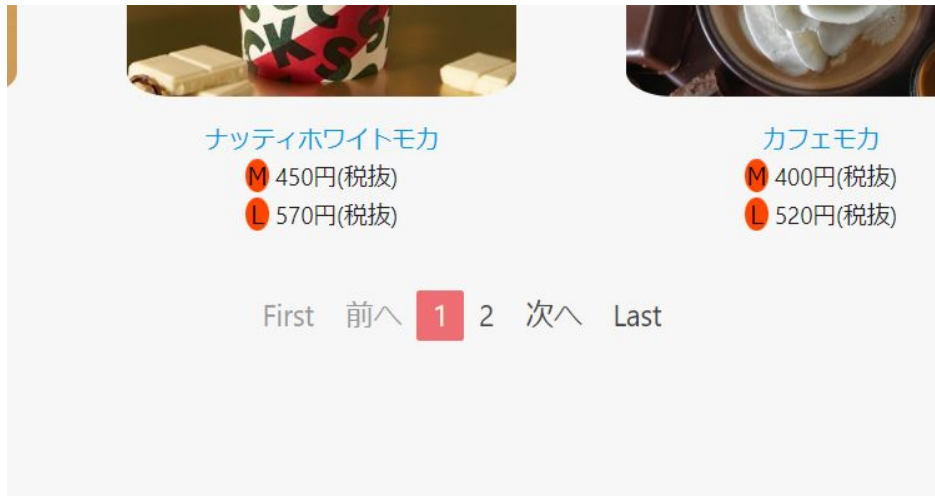 CK
S
S
ナッティホワイトモカ
M 450円(税抜)
L 570円(税抜)
カフェモカ
M 400円(税抜)
L 520円(税抜)
First 前へ 1 2 次へ Last